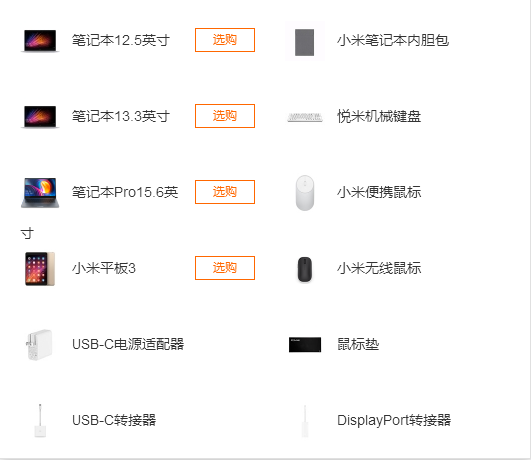 笔记本12.5英寸 选购 小米笔记本内胆包
笔记本13.3英寸 选购 悦米机械键盘
笔记本Pro15.6英 选购 小米便携鼠标
寸
小米平板3 选购 小米无线鼠标
USB-C电源适配器 鼠标垫
USB-C转接器 DisplayPort转接器